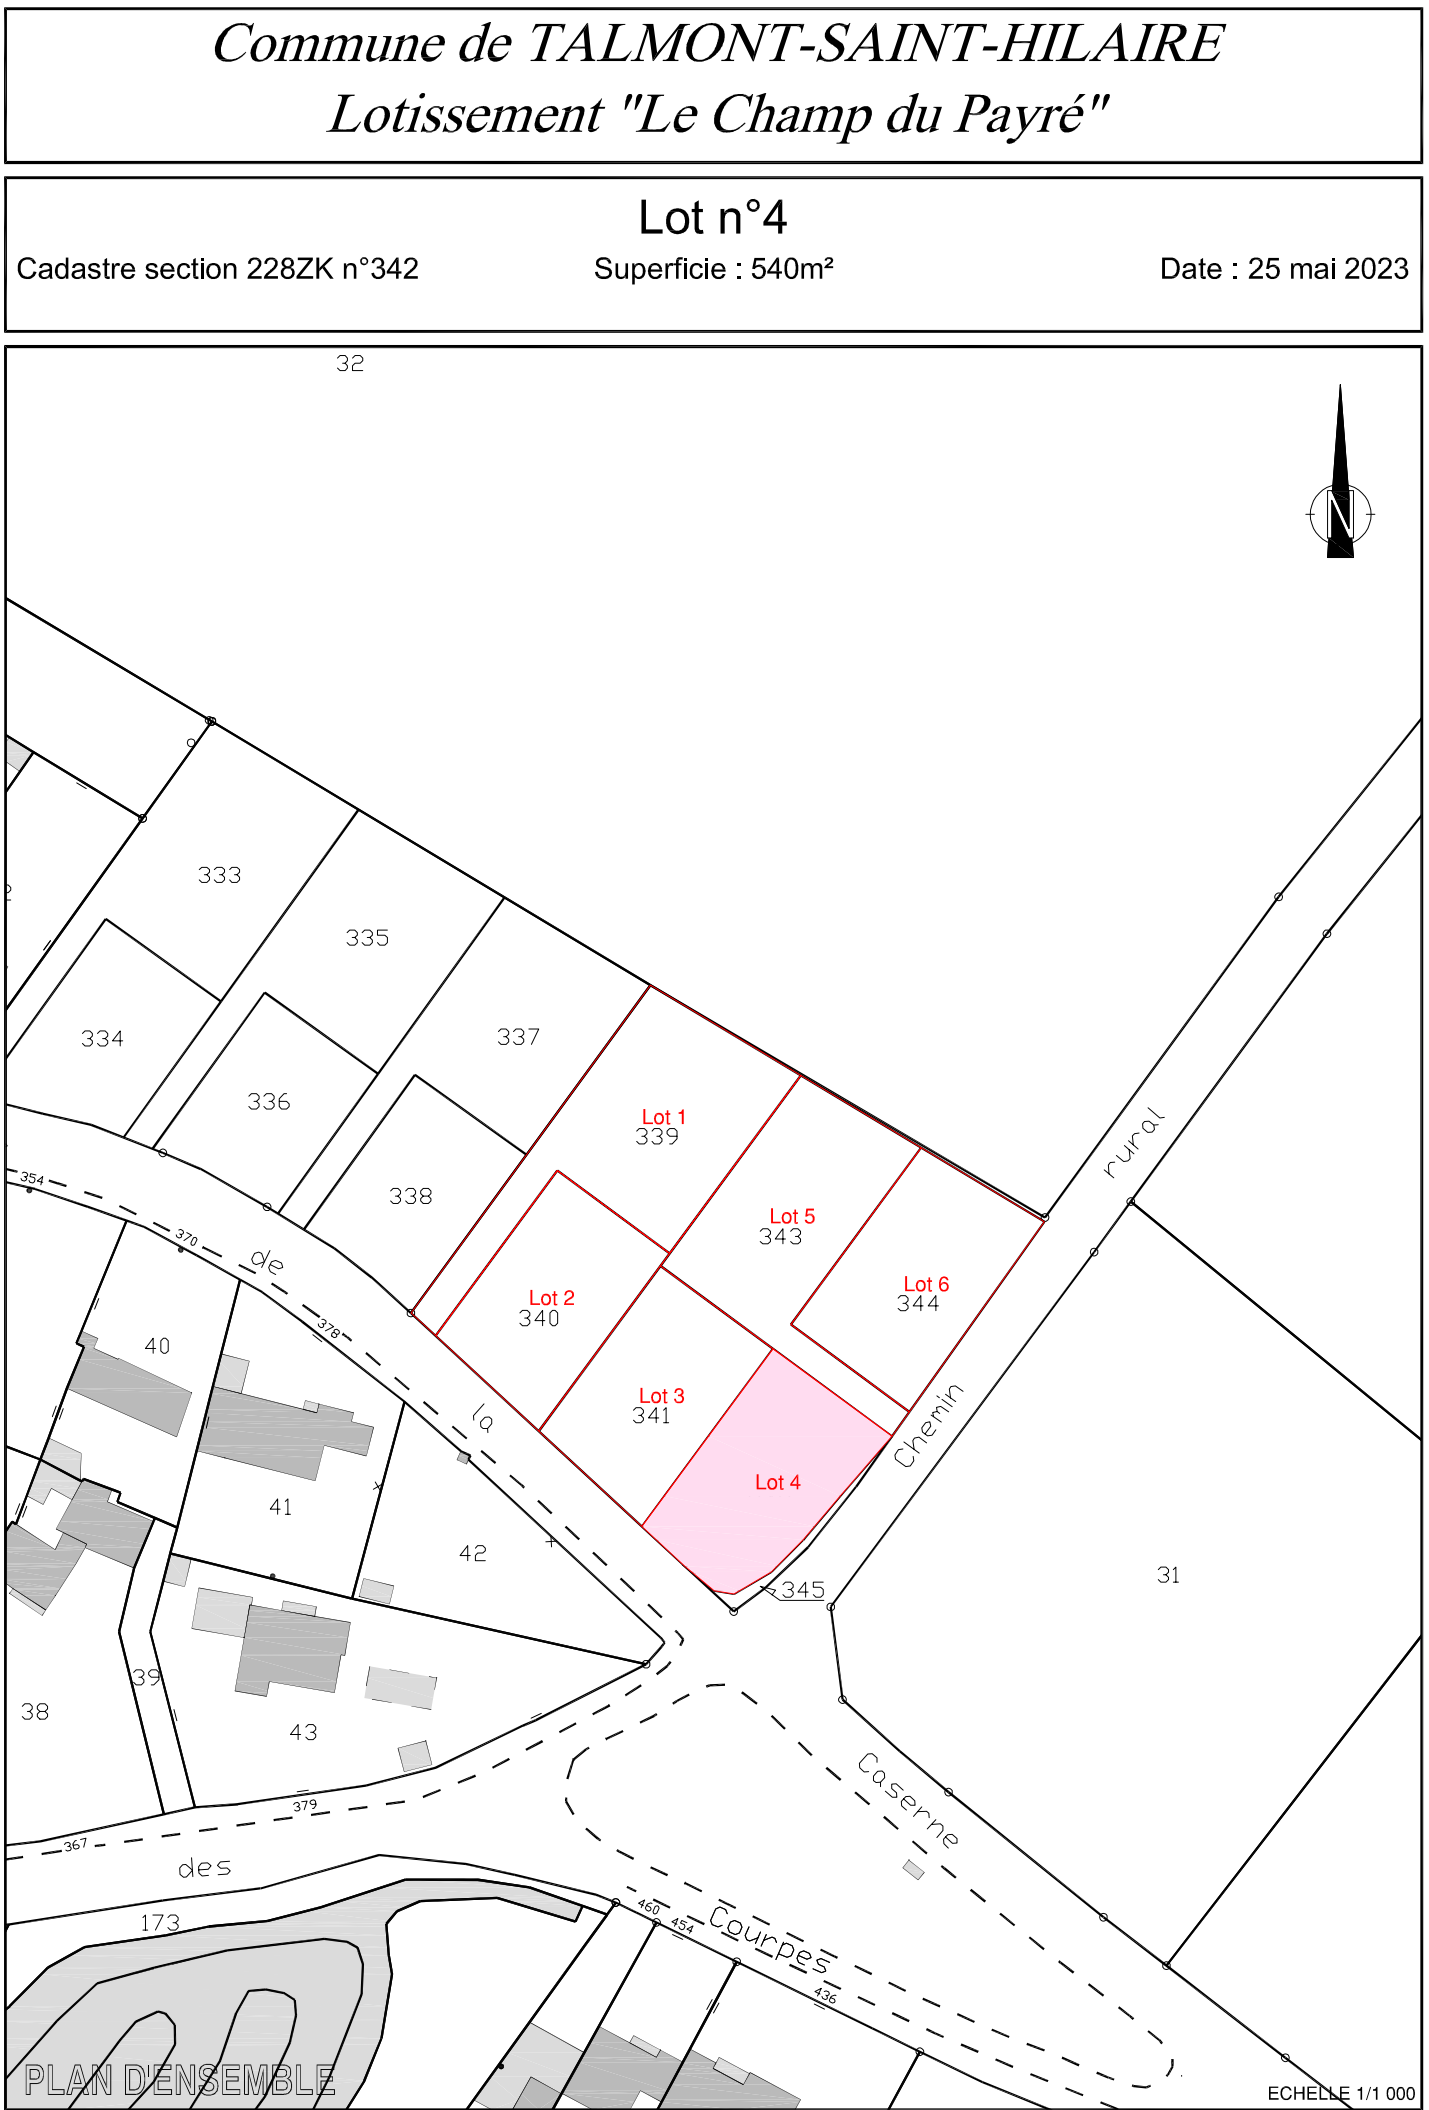 Commune de TALMONT-SAINT-HILAIRE
Lotissement "Le Champ du Payré"
Lot n°4
Cadastre section 228ZK n°342
Superficie : 540m²
Date : 25 mai 2023
32
N
333
335
334
337
336
Lot 1
339
rural
354
338
370
de
Lot 5
343
Lot 6
344
Lot 2
340
378
40
la
Lot 3
341
Chemin
Lot 4
41
42
31
345
39
38
43
Caserne
379
367
des
460
454
173
Courpes
436
PLAN D'ENSEMBLE
ECHELLE 1/1 000